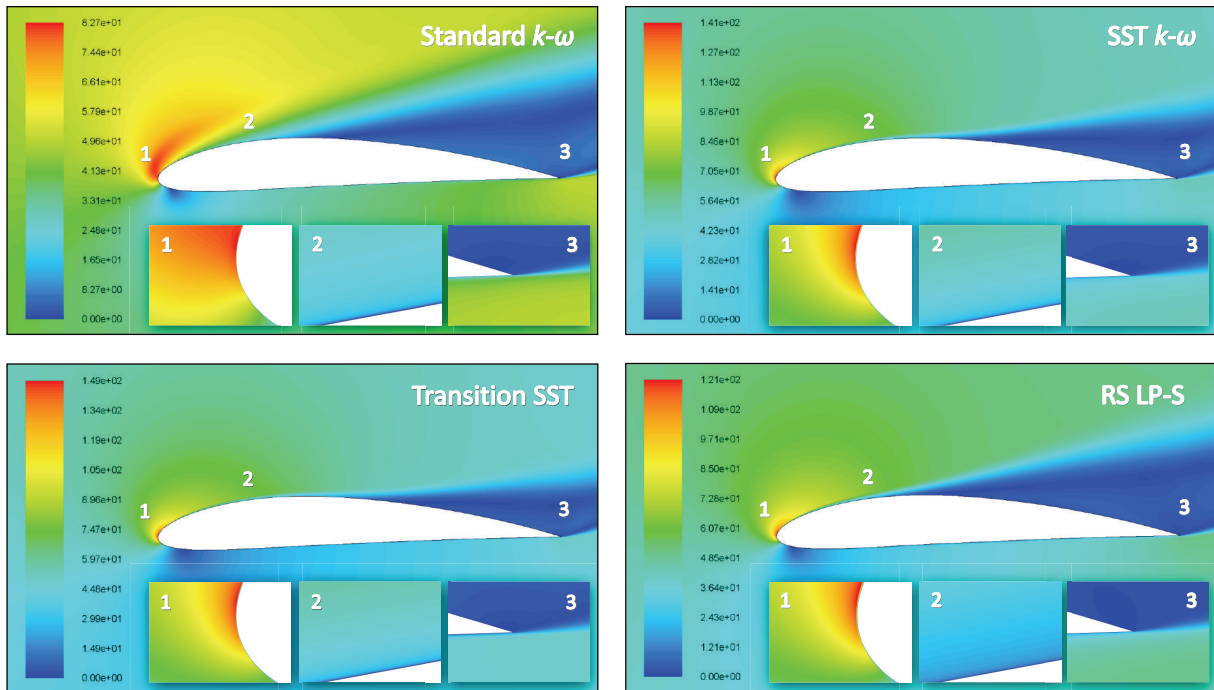 Standard k-ω
8.27e+01
7.44e+01
6.61e+01
5.79e+01
4.96e+01
4.13e+01
3.31e+01
2.48e+01
1.65e+01
8.27e+00
0.00e+00
1
2
3
1
2
3
SST k-ω
1.41e+02
1.27e+02
1.13e+02
9.87e+01
8.46e+01
7.05e+01
5.64e+01
4.23e+01
2.82e+01
1.41e+01
0.00e+00
1
2
3
1
2
3
Transition SST
1.49e+02
1.34e+02
1.19e+02
1.05e+02
8.96e+01
7.47e+01
5.97e+01
4.48e+01
2.99e+01
1.49e+01
0.00e+00
1
2
3
1
2
3
RS LP-S
1.21e+02
1.09e+02
9.71e+01
8.50e+01
7.28e+01
6.07e+01
4.85e+01
3.64e+01
2.43e+01
1.21e+01
0.00e+00
1
2
3
1
2
3